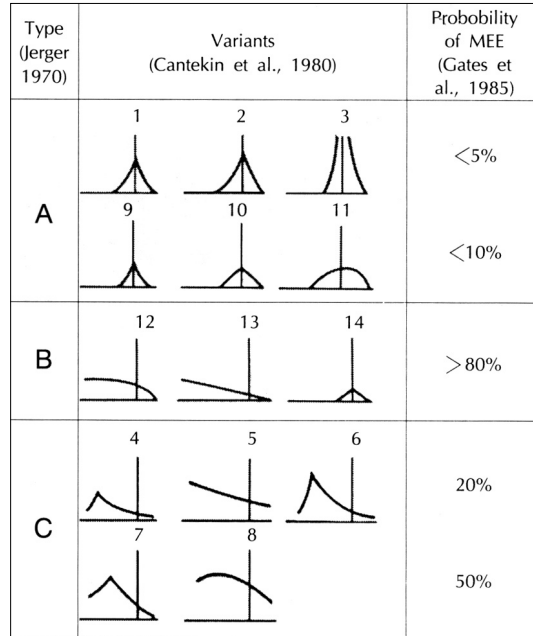 Type
(Jerger
1970)
Variants
(Cantekin et al., 1980)
Probobility
of MEE
(Gates et
al., 1985)
A
1 2 3
<5%
9 10 11
<10%
B
12 13 14
>80%
C
4 5 6
20%
7 8
50%